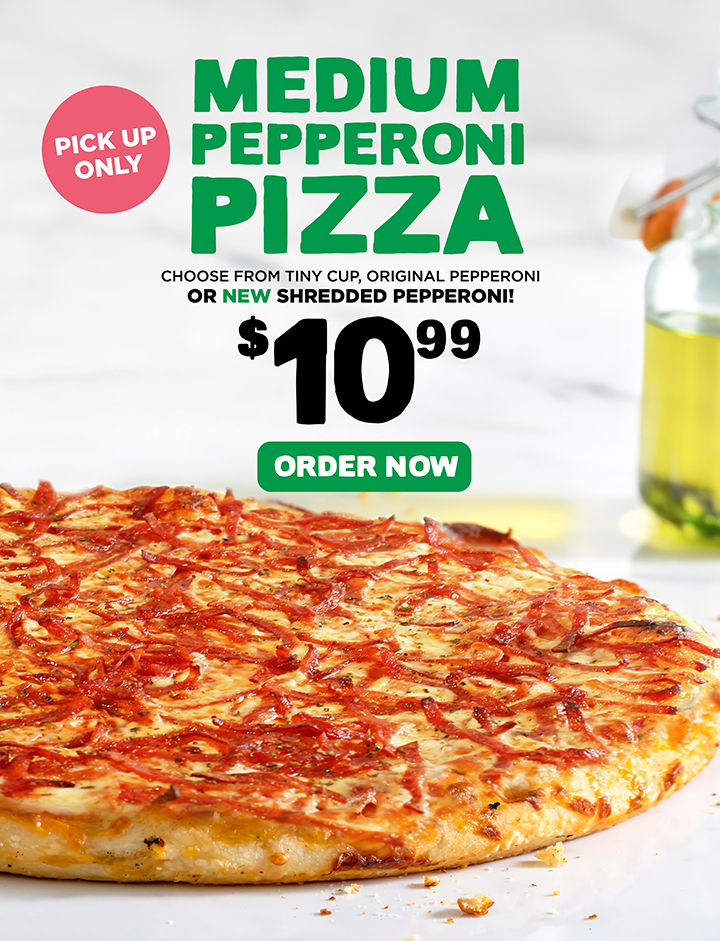 MEDIUM
PEPPERONI
PIZZA
PICK UP
ONLY
CHOOSE FROM TINY CUP, ORIGINAL PEPPERONI
OR NEW SHREDDED PEPPERONI!
$10.99
ORDER NOW